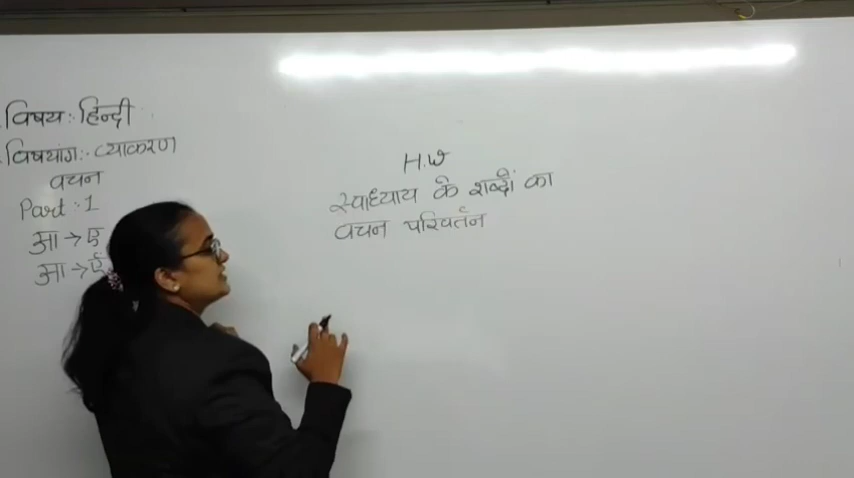 विषय:- हिन्दी
विषयांग:- व्याकरण
वचन
Part : 1
आ → ए
आ → एँ
H.W
स्वाध्याय के शब्दों का
वचन परिवर्तन